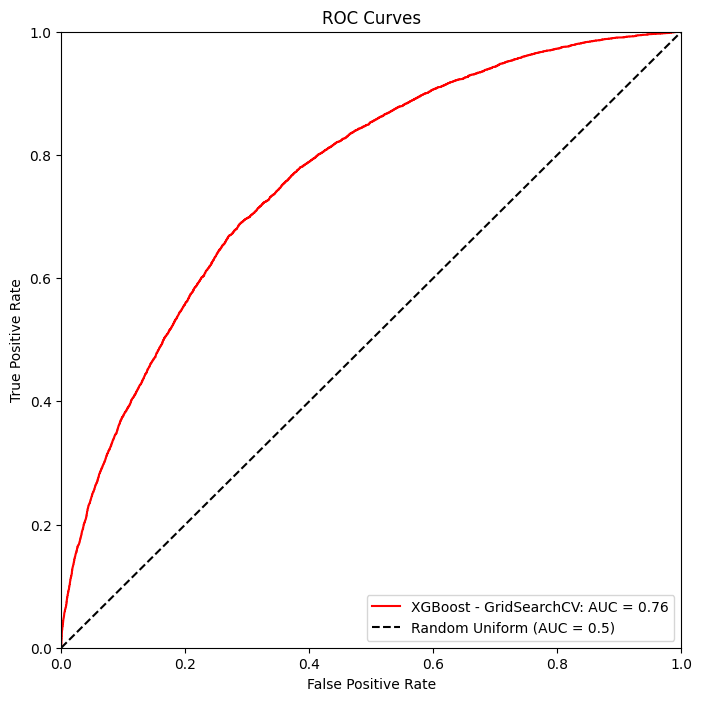 ROC Curves
1.0
0.8
0.6
0.4
0.2
0.0
True Positive Rate
0.0 0.2 0.4 0.6 0.8 1.0
False Positive Rate
XGBoost - GridSearchCV: AUC = 0.76
Random Uniform (AUC = 0.5)